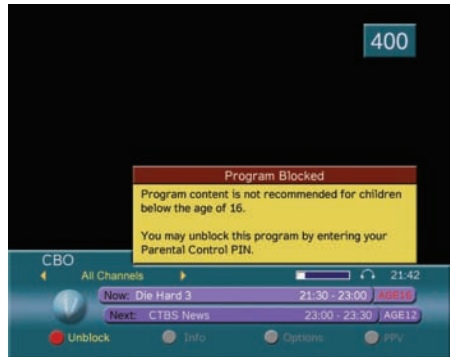 400
Program Blocked
Program content is not recommended for children
below the age of 16.
You may unblock this program by entering your
Parental Control PIN.
CBO
All Channels
21:42
Now: Die Hard 3 21:30 - 23:00 AGE16
Next: CTBS News 23:00 - 23:30 AGE12
Unblock Info Options PPV